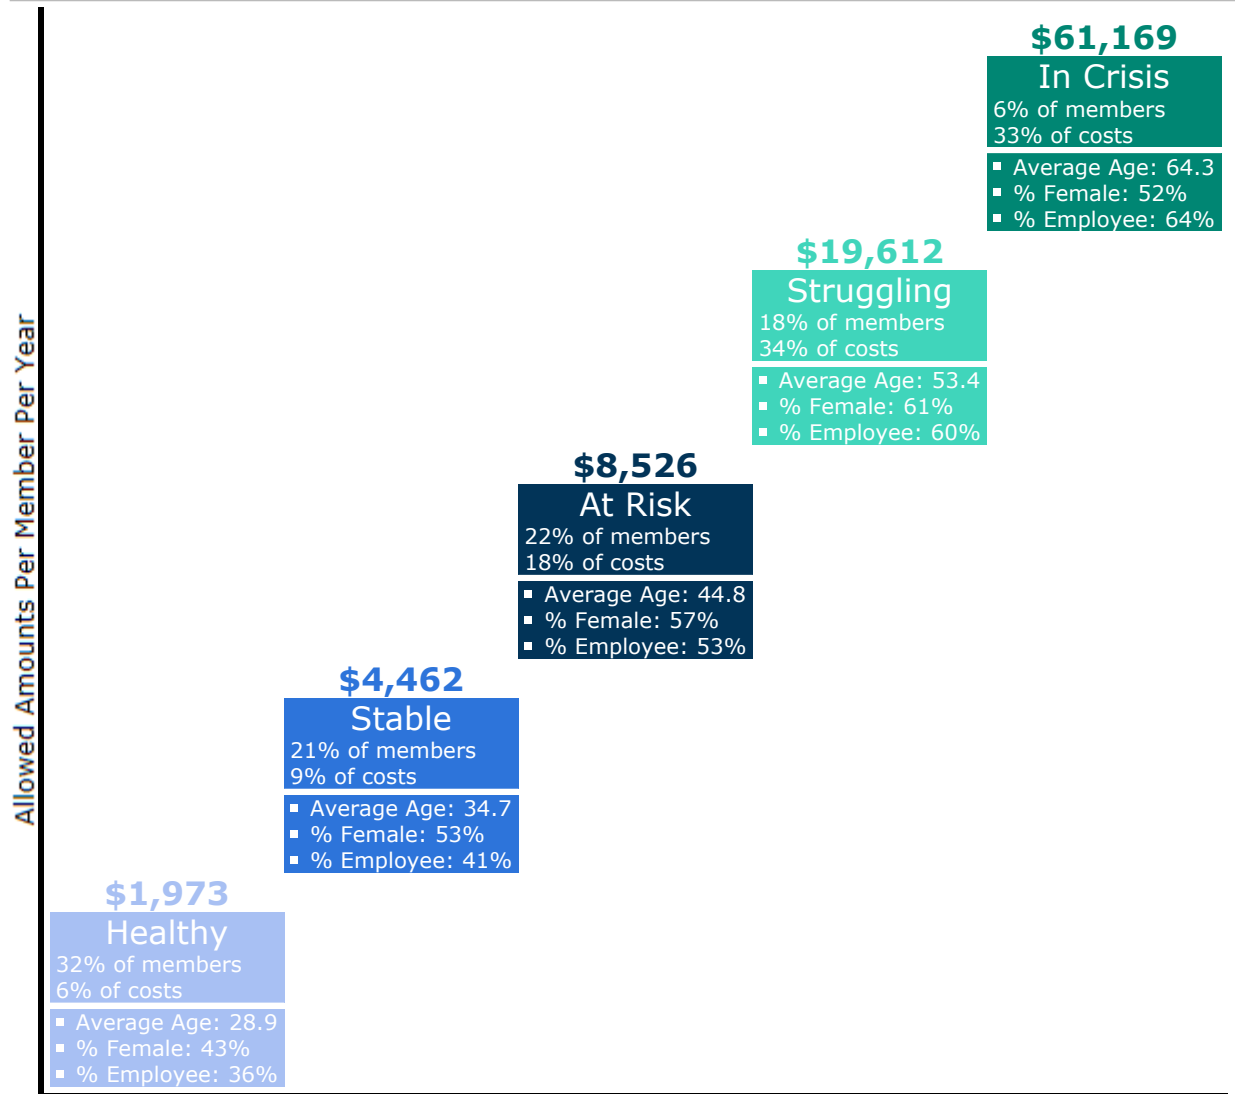 $61,169
In Crisis
6% of members
33% of costs
▪ Average Age: 64.3
▪ % Female: 52%
▪ % Employee: 64%
$19,612
Struggling
18% of members
34% of costs
▪ Average Age: 53.4
▪ % Female: 61%
▪ % Employee: 60%
$8,526
At Risk
22% of members
18% of costs
▪ Average Age: 44.8
▪ % Female: 57%
▪ % Employee: 53%
$4,462
Stable
21% of members
9% of costs
▪ Average Age: 34.7
▪ % Female: 53%
▪ % Employee: 41%
$1,973
Healthy
32% of members
6% of costs
▪ Average Age: 28.9
▪ % Female: 43%
▪ % Employee: 36%
Allowed Amounts Per Member Per Year